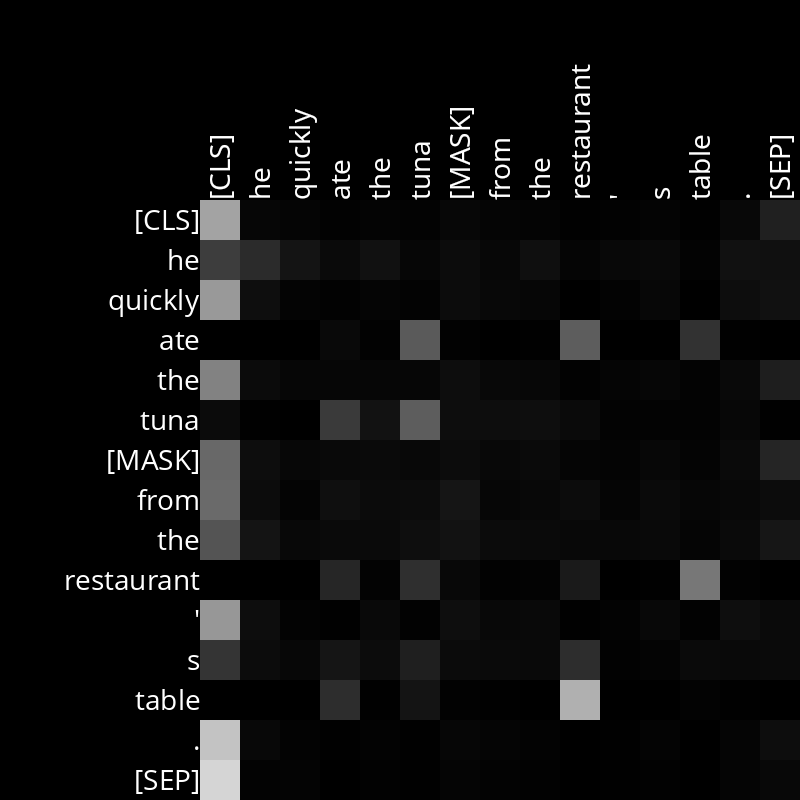 [CLS] he quickly ate the tuna [MASK] from the restaurant ' s table . [SEP]
[CLS]
he
quickly
ate
the
tuna
[MASK]
from
the
restaurant
'
s
table
.
[SEP]